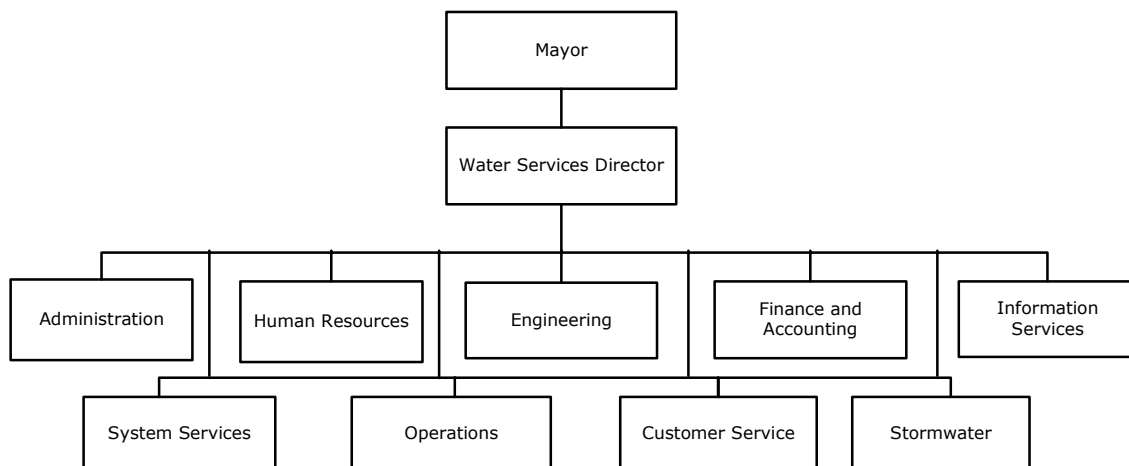 Mayor
Water Services Director
Administration
Human Resources
Engineering
Finance and
Accounting
Information
Services
System Services
Operations
Customer Service
Stormwater